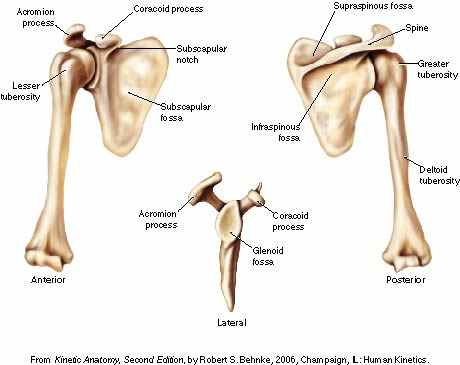 Acromion
process
Coracoid process
Subscapular
notch
Lesser
tuberosity
Subscapular
fossa
Anterior
Supraspinous fossa
Spine
Greater
tuberosity
Infraspinous
fossa
Deltoid
tuberosity
Posterior
Acromion
process
Coracoid
process
Glenoid
fossa
Lateral
From Kinetic Anatomy, Second Edition, by Robert S. Behnke, 2006, Champaign, IL: Human Kinetics.